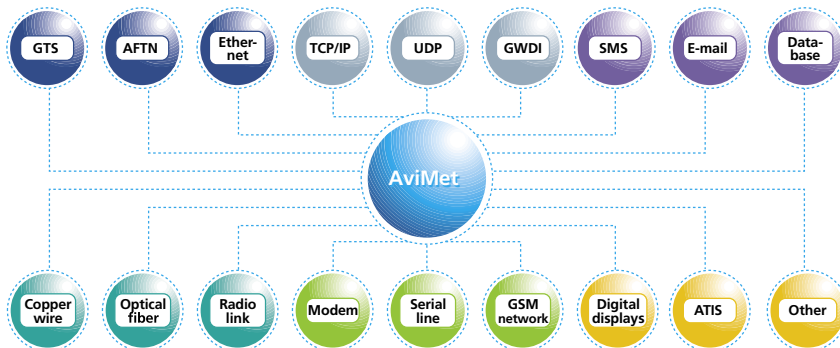 GTS
AFTN
Ether-
net
TCP/IP
UDP
GWDI
SMS
E-mail
Data-
base
AviMet
Copper
wire
Optical
fiber
Radio
link
Modem
Serial
line
GSM
network
Digital
displays
ATIS
Other